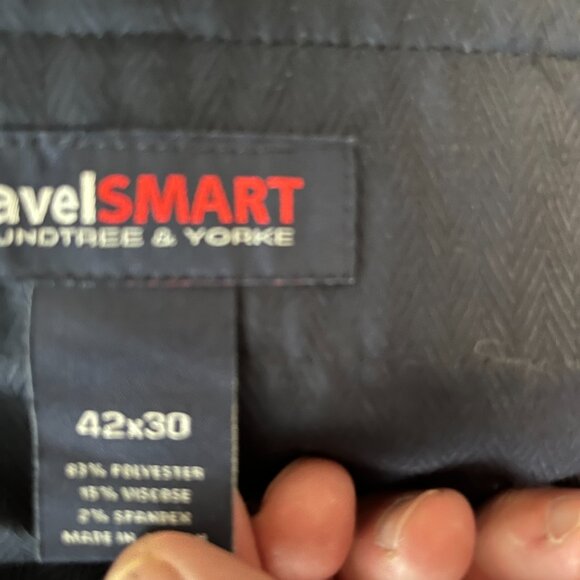 avelSMART
UNDTREE & YORKE
42x30
83% POLYESTER
15% VISCOSE
2% SPANDEX
MADE IN